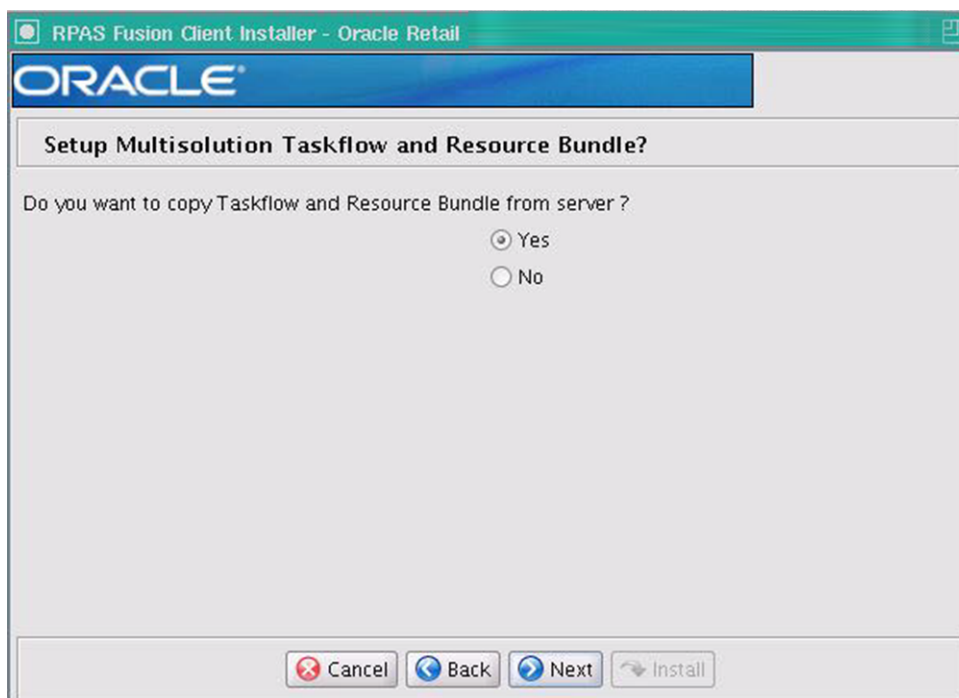 RPAS Fusion Client Installer - Oracle Retail
ORACLE®
Setup Multisolution Taskflow and Resource Bundle?
Do you want to copy Taskflow and Resource Bundle from server ?
Yes
No
Cancel Back Next Install